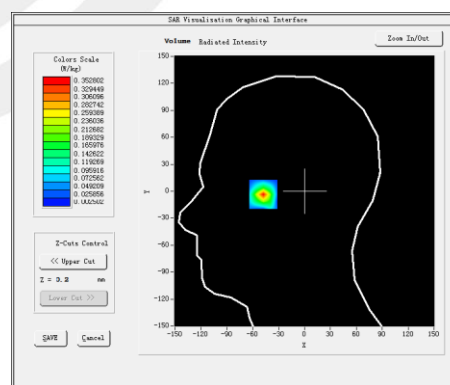 SAR Visualisation Graphical Interface
Volume Radiated Intensity
Zoom In/Out
Colors Scale
(W/kg)
0.352802
0.329449
0.306096
0.282742
0.259389
0.236036
0.212682
0.189329
0.165976
0.142622
0.119269
0.095916
0.072562
0.049209
0.025856
0.002502
Z-Cuts Control
<< Upper Cut
Z = 3.2 mm
Lower Cut >>
SAVE
Cancel
150
120
90
60
30
Y
0
-30
-60
-90
-120
-150
-150 -120 -90 -60 -30 0 30 60 90 120 150
X